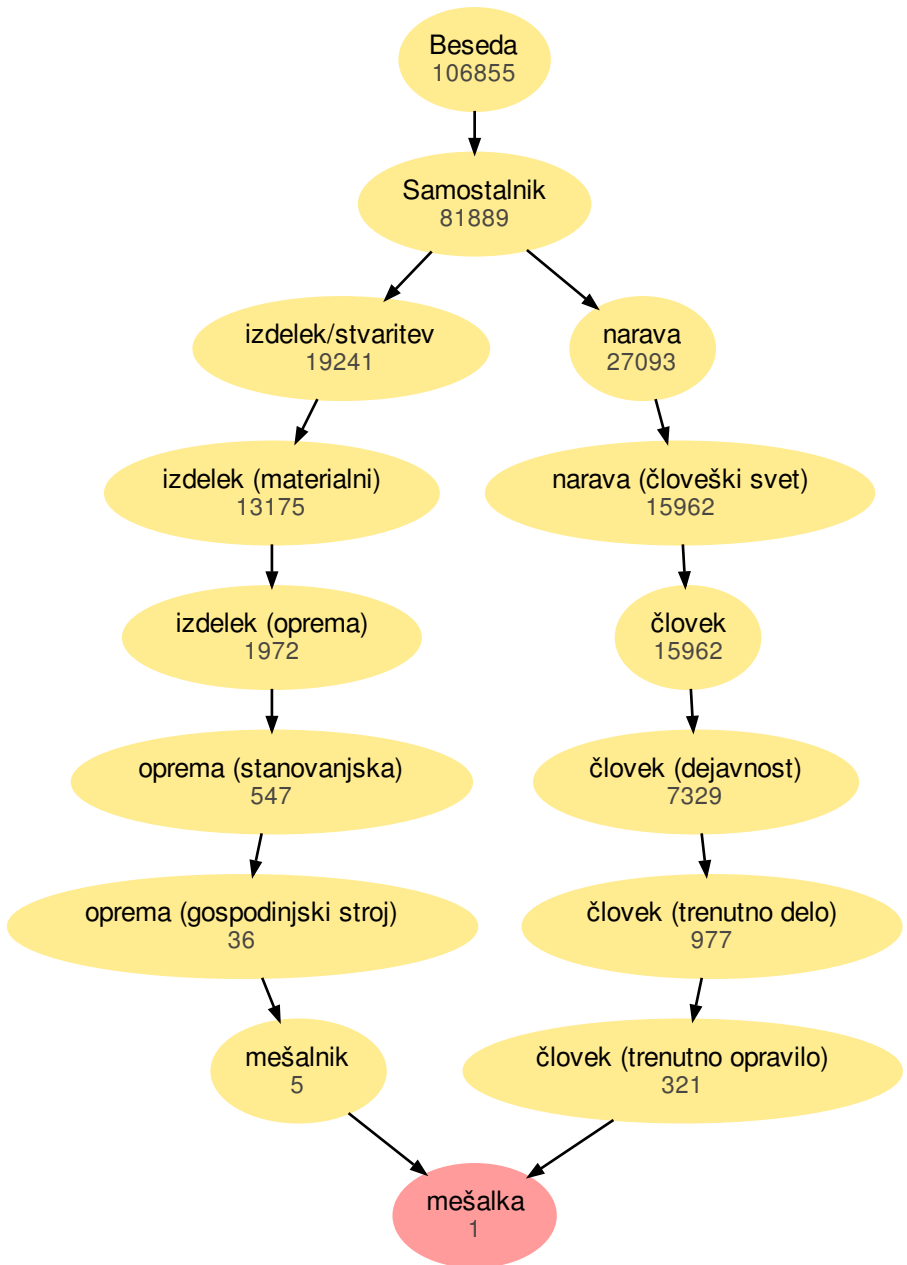 Beseda
106855
Samostalnik
81889
izdelek/stvaritev
19241
narava
27093
izdelek (materialni)
13175
narava (človeški svet)
15962
izdelek (oprema)
1972
človek
15962
oprema (stanovanjska)
547
človek (dejavnost)
7329
oprema (gospodinjski stroj)
36
človek (trenutno delo)
977
mešalnik
5
človek (trenutno opravilo)
321
mešalka
1